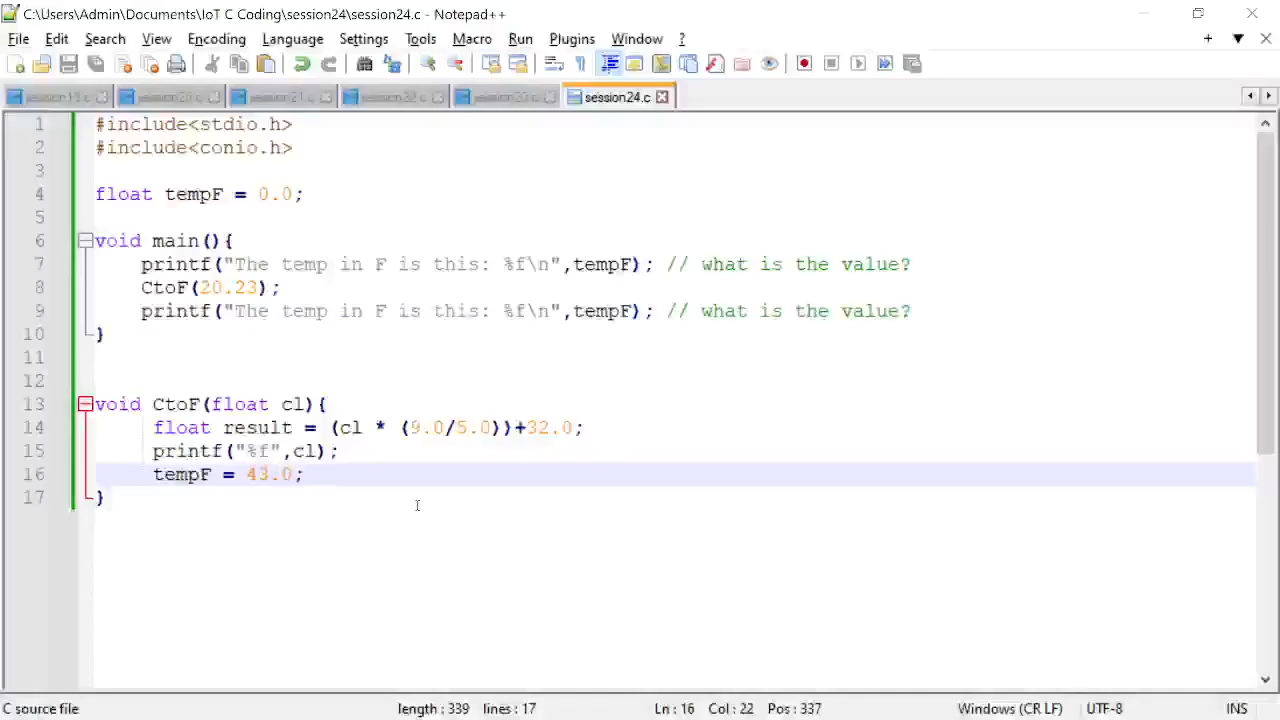 C:\Users\Admin\Documents\IoT C Coding\session24\session24.c - Notepad++
File Edit Search View Encoding Language Settings Tools Macro Run Plugins Window ?
session24.c
1 #include<stdio.h>
2 #include<conio.h>
3
4 float tempF = 0.0;
5
6 void main(){
7 printf("The temp in F is this: %f\n",tempF); // what is the value?
8 CtoF(20.23);
9 printf("The temp in F is this: %f\n",tempF); // what is the value?
10 }
11
12
13 void CtoF(float cl){
14 float result = (cl * (9.0/5.0))+32.0;
15 printf("%f",cl);
16 tempF = 43.0;
17 }
C source file length : 339 lines : 17 Ln : 16 Col : 22 Pos : 337 Windows (CR LF) UTF-8 INS